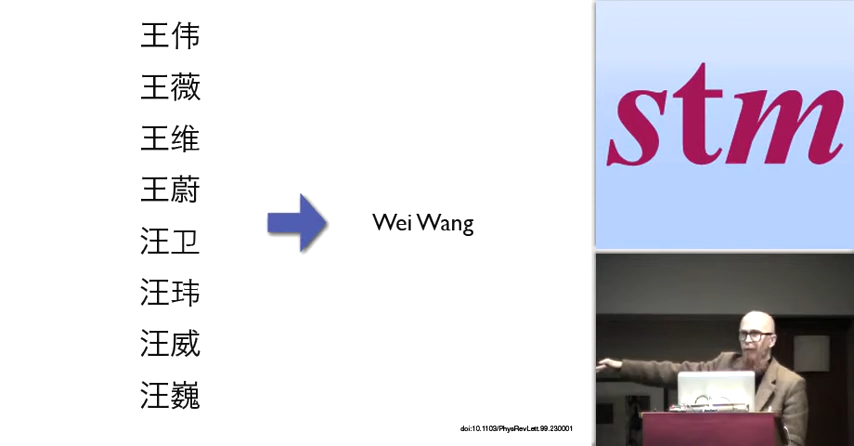 王伟
王薇
王维
王蔚
汪卫
汪玮
汪威
汪巍
Wei Wang
doi:10.1103/PhysRevLett.99.230001
stm